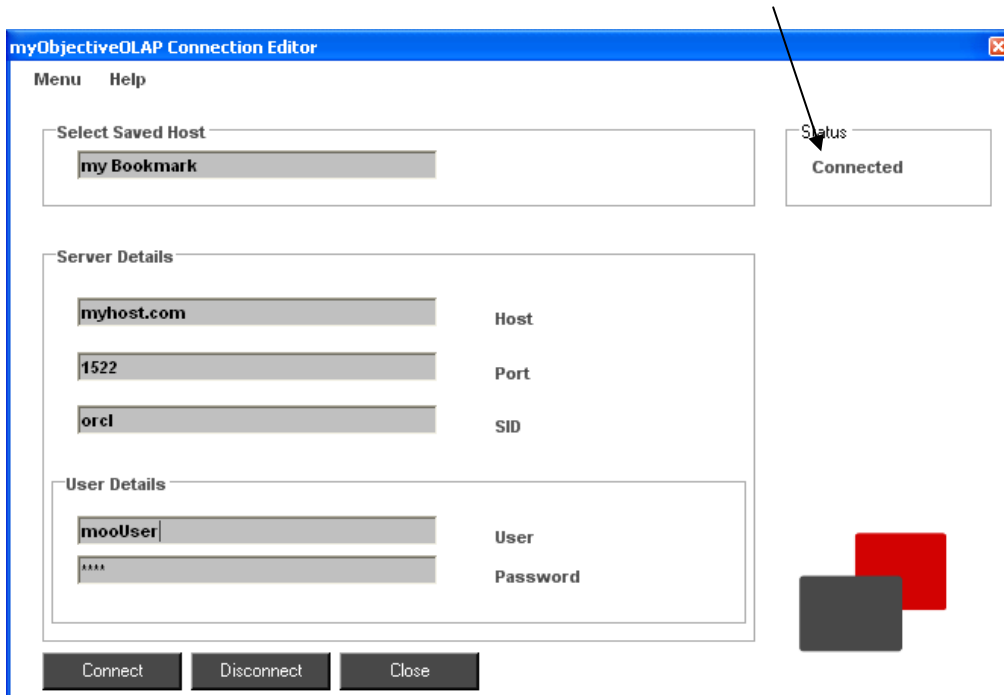 myObjectiveOLAP Connection Editor
Menu Help
Select Saved Host
my Bookmark
Status
Connected
Server Details
myhost.com
Host
1522
Port
orcl
SID
User Details
mooUser
User
****
Password
Connect Disconnect Close